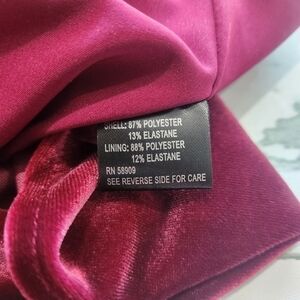 SHELL: 87% POLYESTER
13% ELASTANE
LINING: 88% POLYESTER
12% ELASTANE
RN 58909
SEE REVERSE SIDE FOR CARE